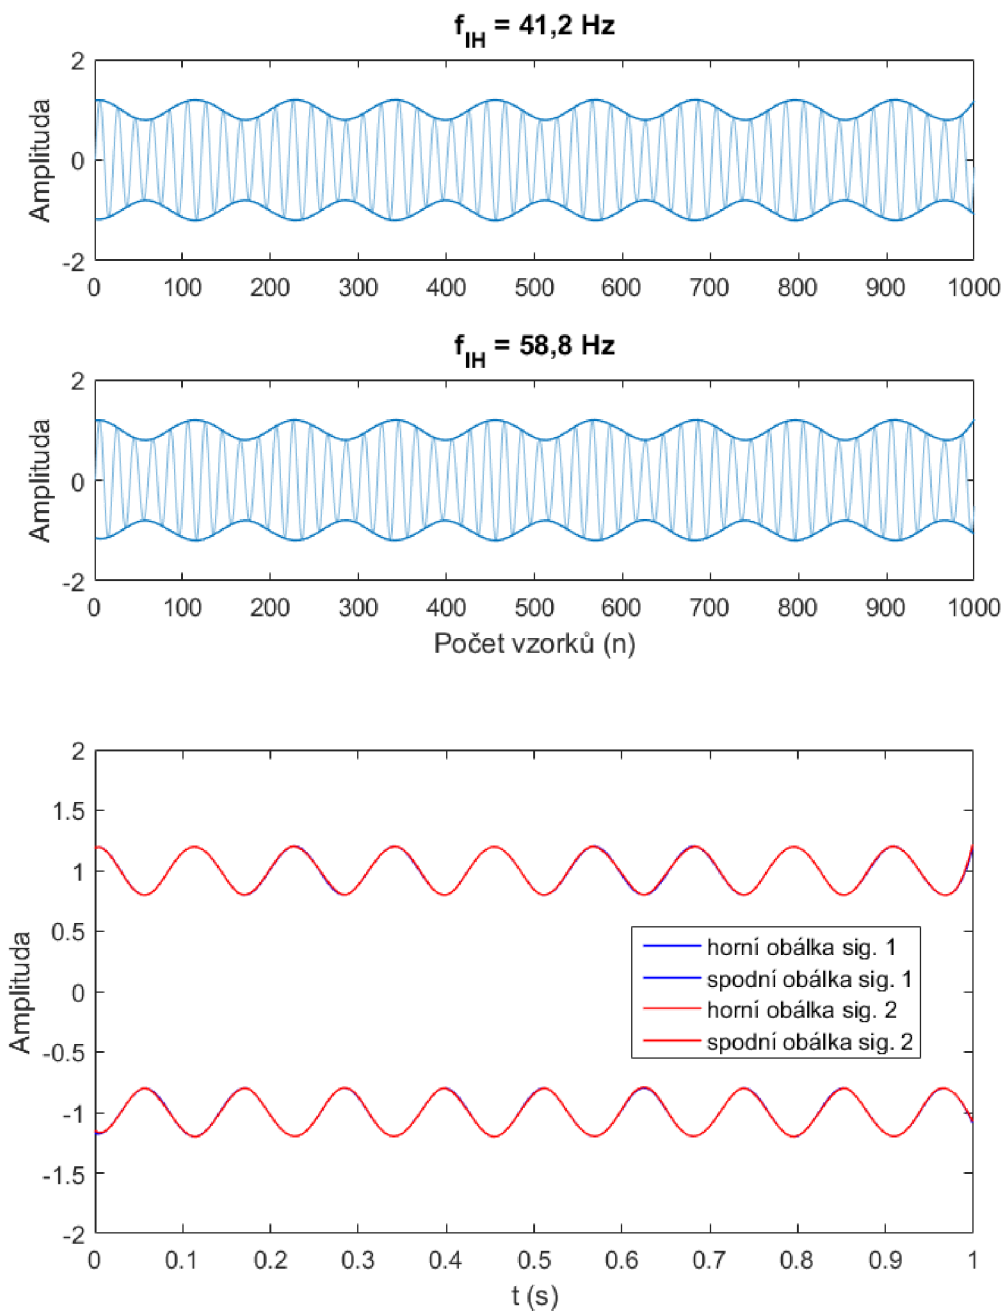 f_IH = 41,2 Hz
Amplituda
2
0
-2
0 100 200 300 400 500 600 700 800 900 1000
f_IH = 58,8 Hz
Amplituda
2
0
-2
0 100 200 300 400 500 600 700 800 900 1000
Počet vzorků (n)
Amplituda
2
1.5
1
0.5
0
-0.5
-1
-1.5
-2
horní obálka sig. 1
spodní obálka sig. 1
horní obálka sig. 2
spodní obálka sig. 2
0 0.1 0.2 0.3 0.4 0.5 0.6 0.7 0.8 0.9 1
t (s)